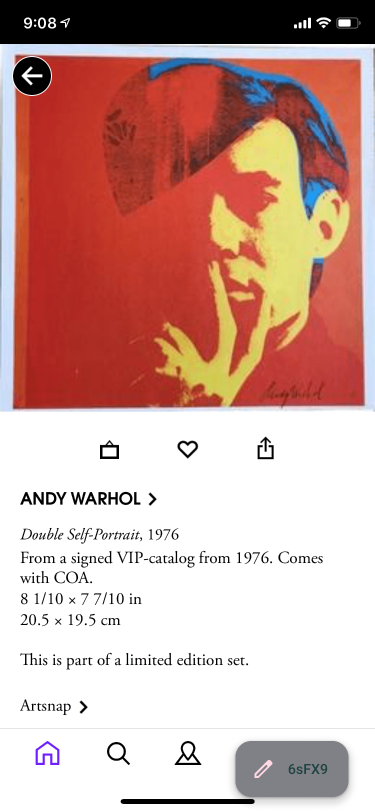 9:08
ANDY WARHOL
Double Self-Portrait, 1976
From a signed VIP-catalog from 1976. Comes
with COA.
8 1/10 × 7 7/10 in
20.5 × 19.5 cm
This is part of a limited edition set.
Artsnap
6sFX9